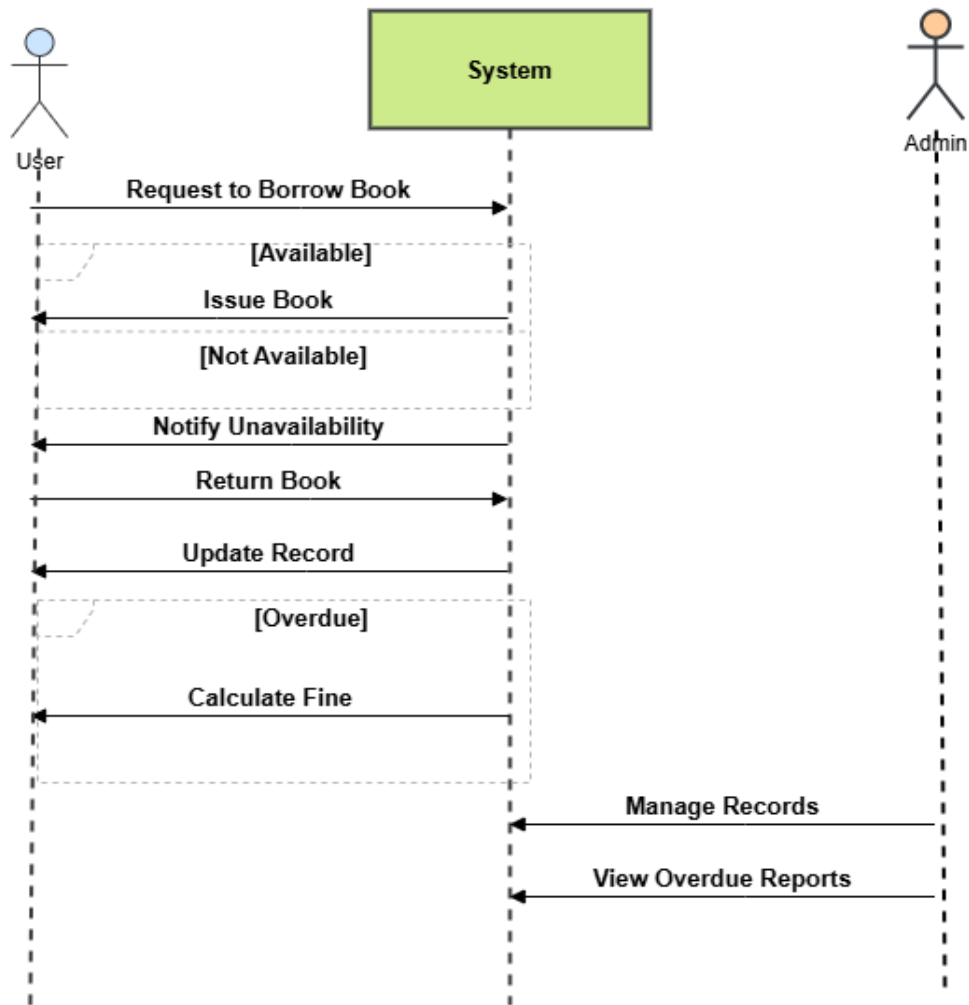 System
User
Admin
Request to Borrow Book
[Available]
Issue Book
[Not Available]
Notify Unavailability
Return Book
Update Record
[Overdue]
Calculate Fine
Manage Records
View Overdue Reports